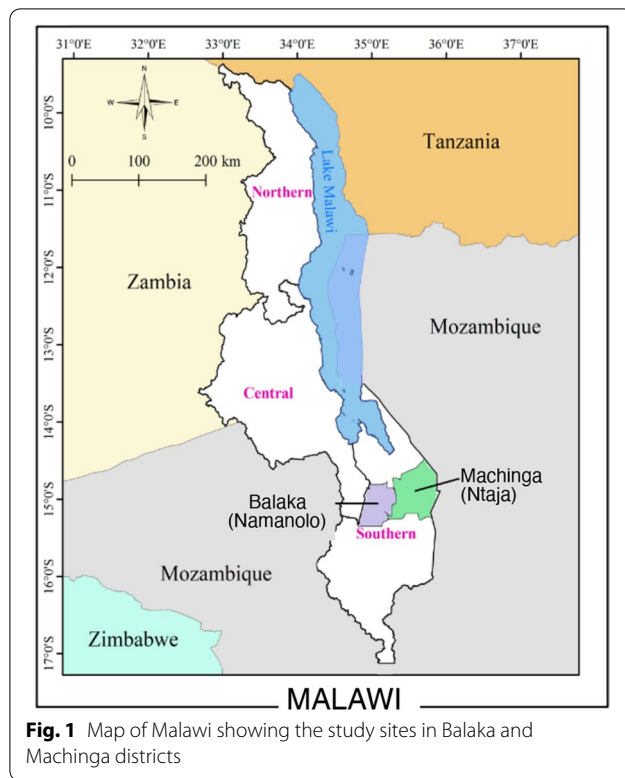 31°0'E 32°0'E 33°0'E 34°0'E 35°0'E 36°0'E 37°0'E
10°0'S
11°0'S
12°0'S
13°0'S
14°0'S
15°0'S
16°0'S
17°0'S
N
W E
S
0 100 200 km
Tanzania
Northern
Lake Malawi
Zambia
Mozambique
Central
Machinga
(Ntaja)
Balaka
(Namanolo)
Southern
Mozambique
Zimbabwe
MALAWI
Fig. 1 Map of Malawi showing the study sites in Balaka and
Machinga districts